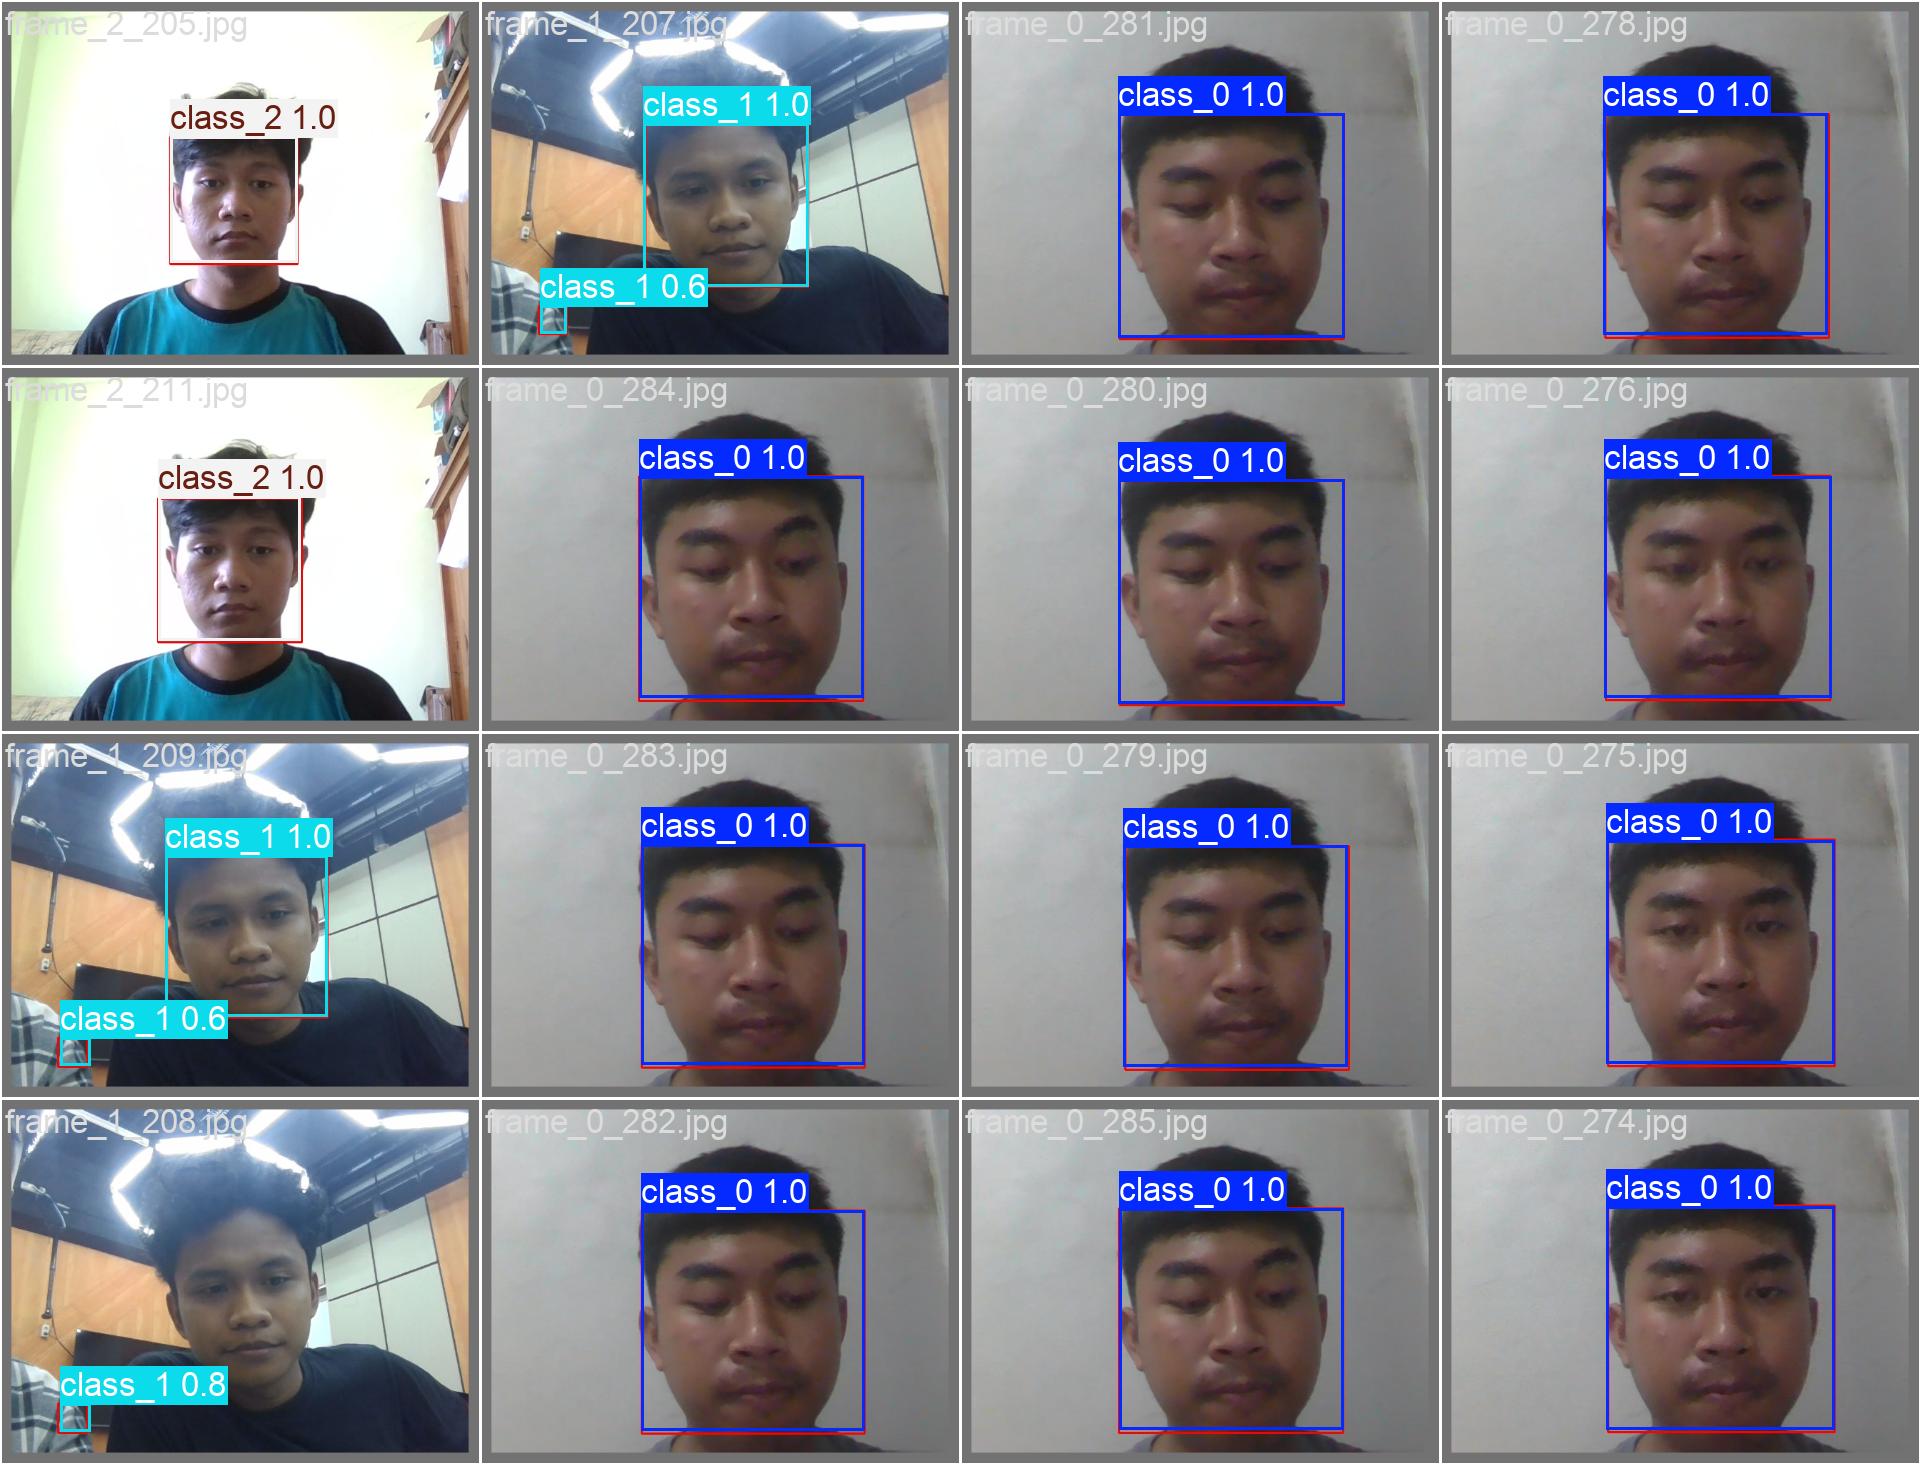 frame_2_205.jpg
class_2 1.0
frame_1_207.jpg
class_1 1.0
class_1 0.6
frame_0_281.jpg
class_0 1.0
frame_0_278.jpg
class_0 1.0
frame_2_211.jpg
class_2 1.0
frame_0_284.jpg
class_0 1.0
frame_0_280.jpg
class_0 1.0
frame_0_276.jpg
class_0 1.0
frame_1_209.jpg
class_1 1.0
class_1 0.6
frame_0_283.jpg
class_0 1.0
frame_0_279.jpg
class_0 1.0
frame_0_275.jpg
class_0 1.0
frame_1_208.jpg
class_1 0.8
frame_0_282.jpg
class_0 1.0
frame_0_285.jpg
class_0 1.0
frame_0_274.jpg
class_0 1.0